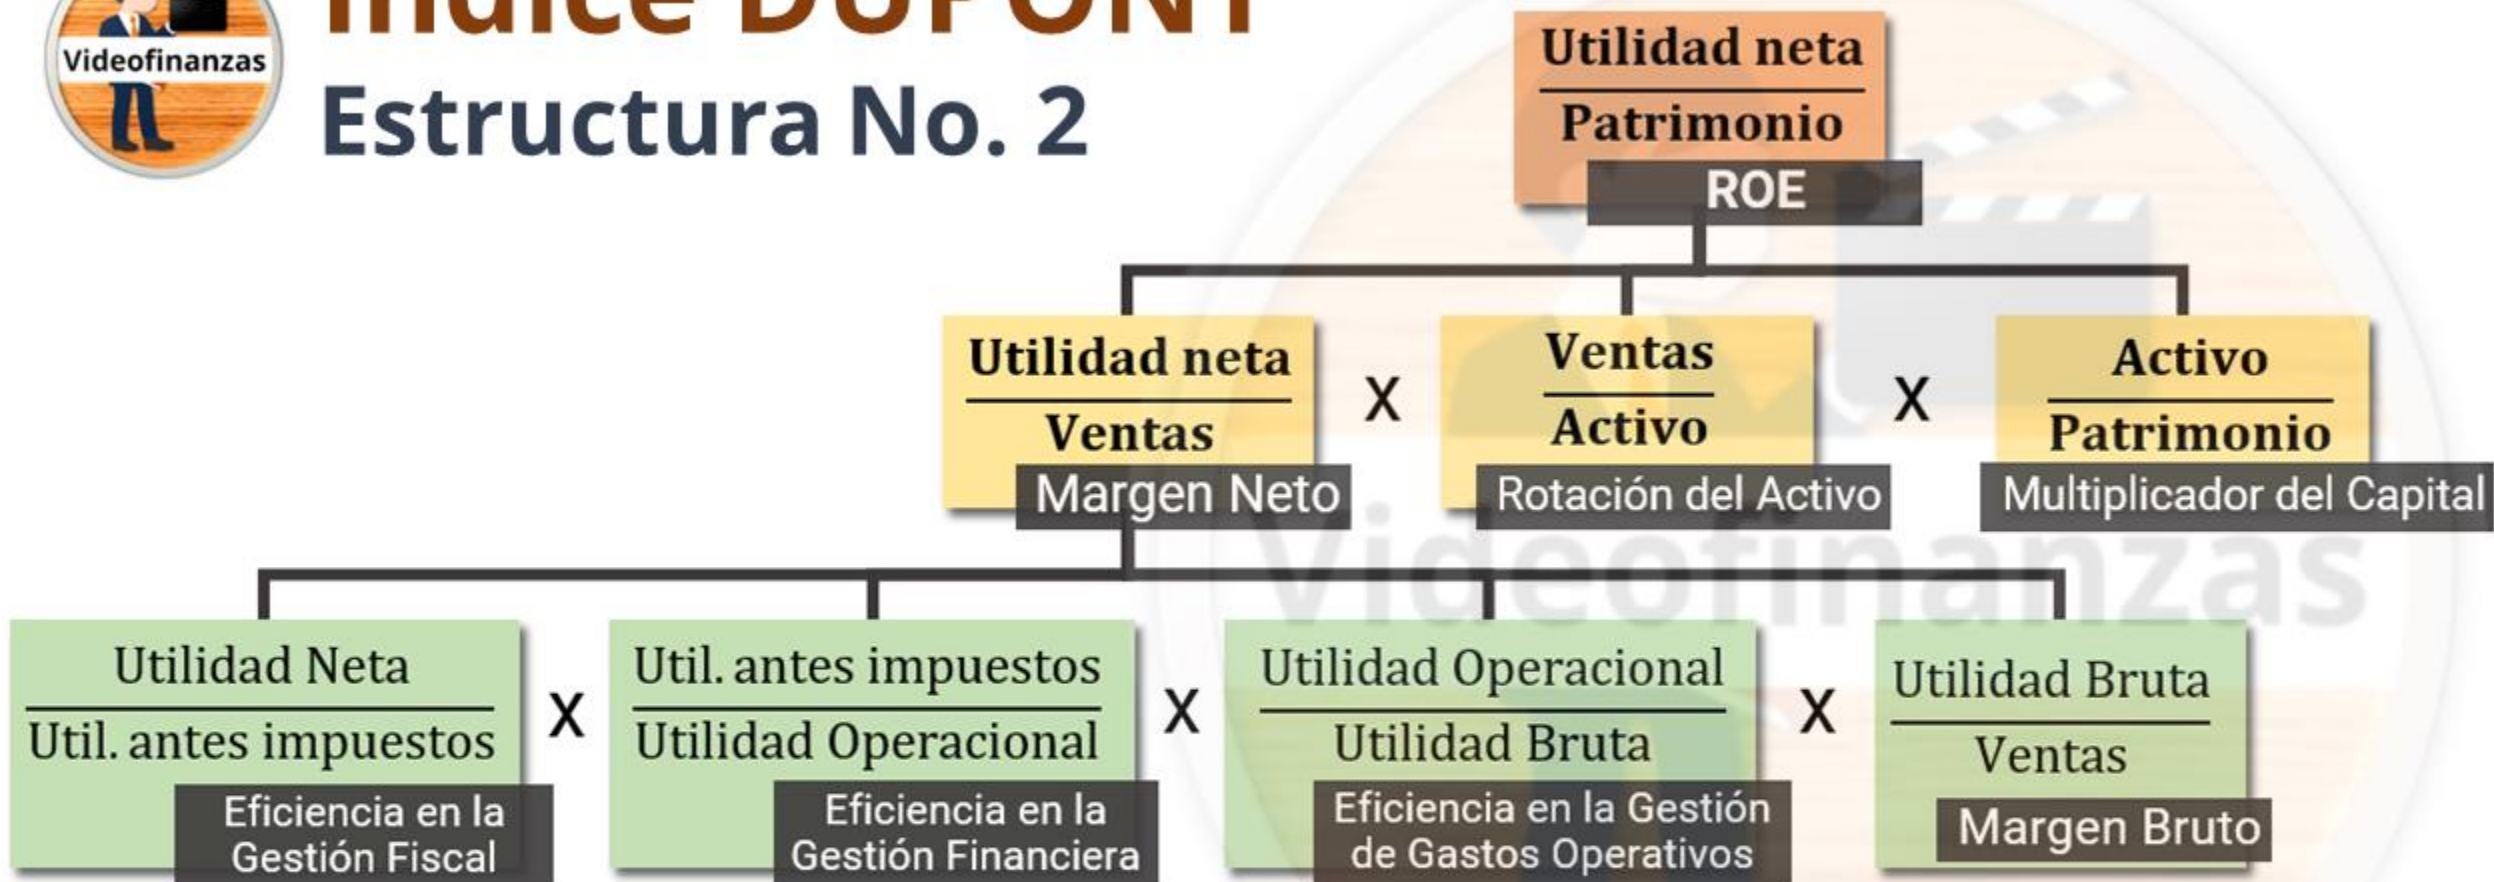 Videofinanzas
Índice DUPONT
Estructura No. 2
Utilidad neta
Patrimonio
ROE
Utilidad neta
Ventas
Margen Neto
X
Ventas
Activo
Rotación del Activo
X
Activo
Patrimonio
Multiplicador del Capital
Videofinanzas
Utilidad Neta
Util. antes impuestos
Eficiencia en la
Gestión Fiscal
X
Util. antes impuestos
Utilidad Operacional
Eficiencia en la
Gestión Financiera
X
Utilidad Operacional
Utilidad Bruta
Eficiencia en la Gestión
de Gastos Operativos
X
Utilidad Bruta
Ventas
Margen Bruto